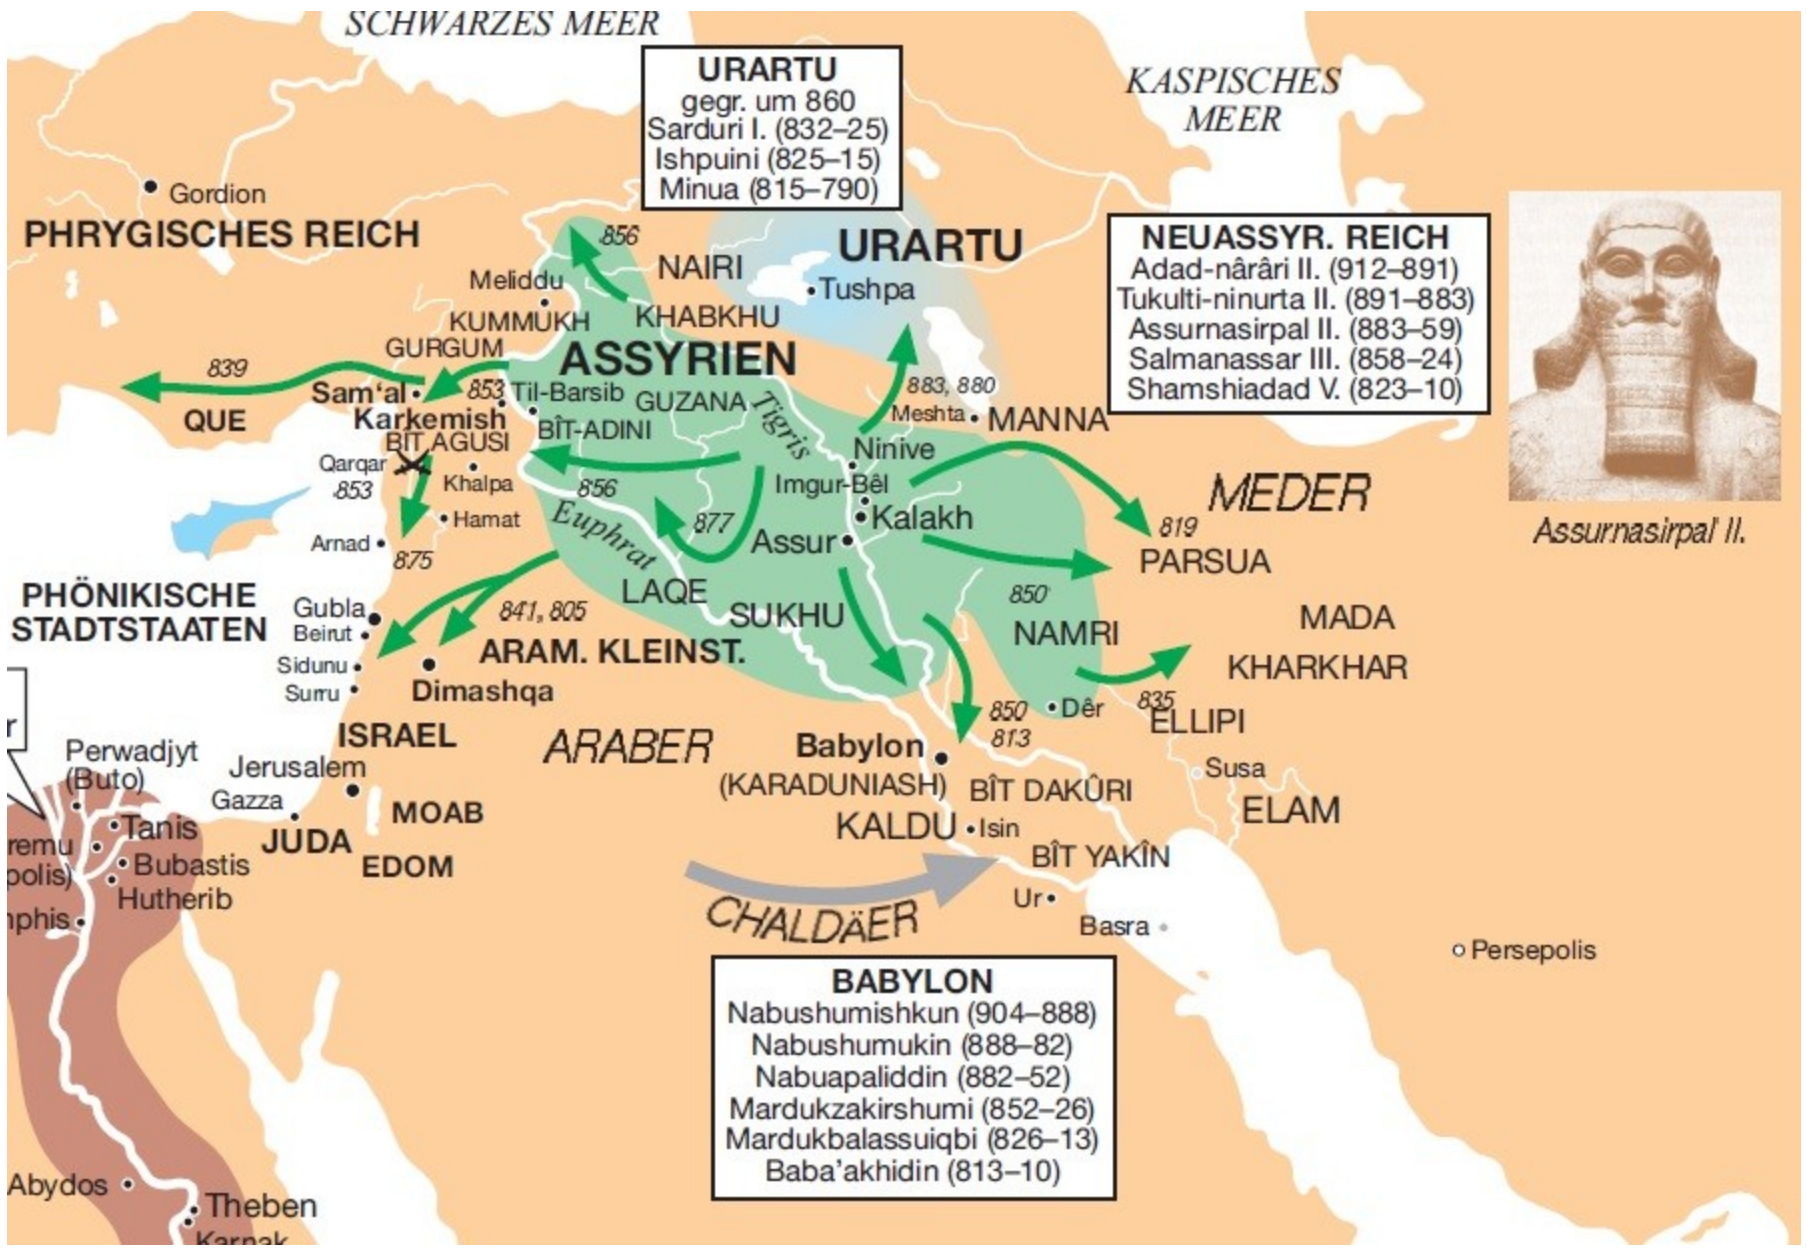 SCHWARZES MEER
KASPISCHES
MEER
URARTU
gegr. um 860
Sarduri I. (832–25)
Ishpuini (825–15)
Minua (815–790)
NEUASSYR. REICH
Adad-nârâri II. (912–891)
Tukulti-ninurta II. (891–883)
Assurnasirpal II. (883–59)
Salmanassar III. (858–24)
Shamshiadad V. (823–10)
Assurnasirpal II.
Gordion
PHRYGISCHES REICH
856
NAIRI
URARTU
Tushpa
Meliddu
KUMMUKH
KHABKHU
GURGUM
ASSYRIEN
839
Sam‘al
853
Til-Barsib
GUZANA
Tigris
883, 880
Meshta
MANNA
QUE
Karkemish
BÎT AGUSI
BÎT-ADINI
Ninive
Qarqar
853
Khalpa
856
Imgur-Bêl
MEDER
Hamat
Euphrat
877
Assur
Kalakh
819
PARSUA
Arnad
875
PHÖNIKISCHE
STADTSTAATEN
Gubla
Beirut
841, 805
LAQE
SUKHU
850
NAMRI
MADA
KHARKHAR
Sidunu
Surru
ARAM. KLEINST.
Dimashqa
Dêr
835
ELLIPI
ISRAEL
ARABER
850
813
Babylon
(KARADUNIASH)
BÎT DAKÛRI
Susa
ELAM
r
Perwadjyt
(Buto)
Jerusalem
Gazza
MOAB
JUDA
EDOM
KALDU
Isin
BÎT YAKÎN
Tanis
remu
polis)
Bubastis
Hutherib
nphis
CHALDÄER
Ur
Basra
Persepolis
BABYLON
Nabushumishkun (904–888)
Nabushumukin (888–82)
Nabuapaliddin (882–52)
Mardukzakirshumi (852–26)
Mardukbalassuiqbi (826–13)
Baba’akhidin (813–10)
Abydos
Theben
Karnak